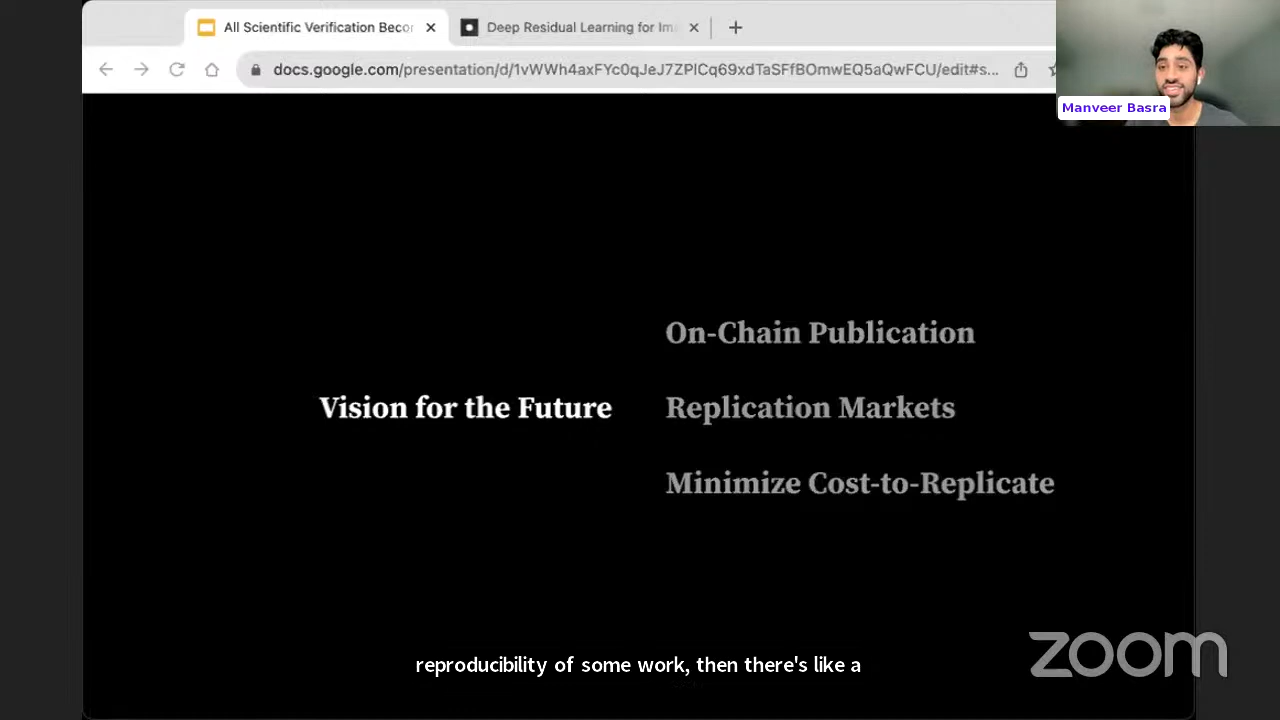 All Scientific Verification Becor
Deep Residual Learning for Im
docs.google.com/presentation/d/1vWWh4axFYc0qJeJ7ZPlCq69xdTaSFfBOmwEQ5aQwFCU/edit#s...
Manveer Basra
On-Chain Publication
Vision for the Future
Replication Markets
Minimize Cost-to-Replicate
reproducibility of some work, then there's like a
zoom